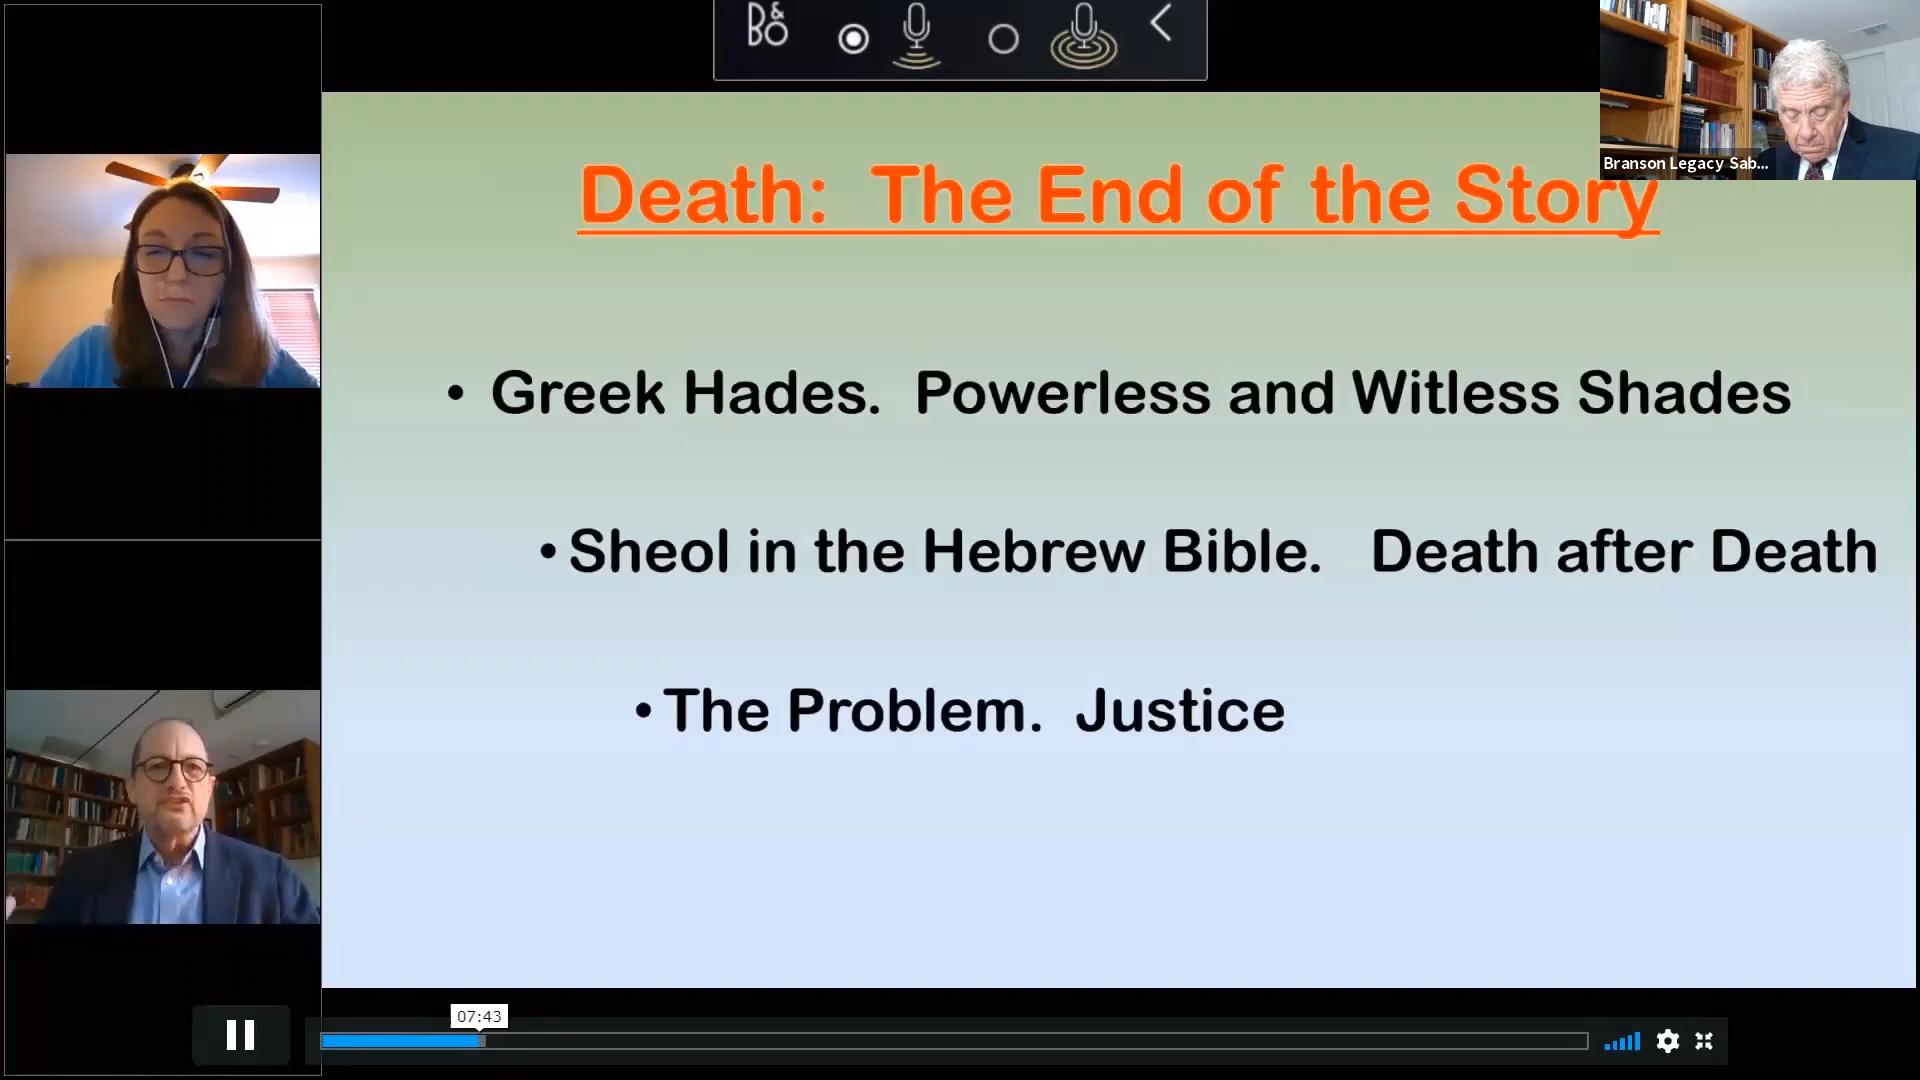 B&O
Branson Legacy Sab...
Death: The End of the Story
• Greek Hades. Powerless and Witless Shades
• Sheol in the Hebrew Bible. Death after Death
• The Problem. Justice
07:43